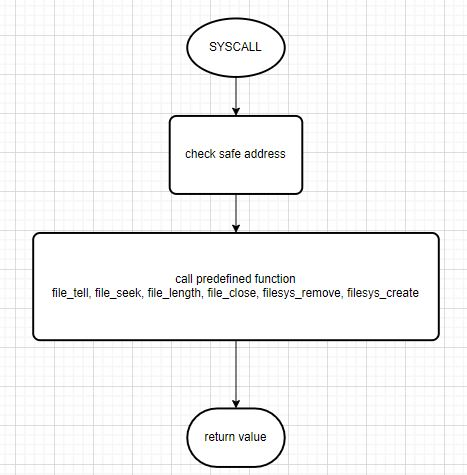 SYSCALL
check safe address
call predefined function
file_tell, file_seek, file_length, file_close, filesys_remove, filesys_create
return value